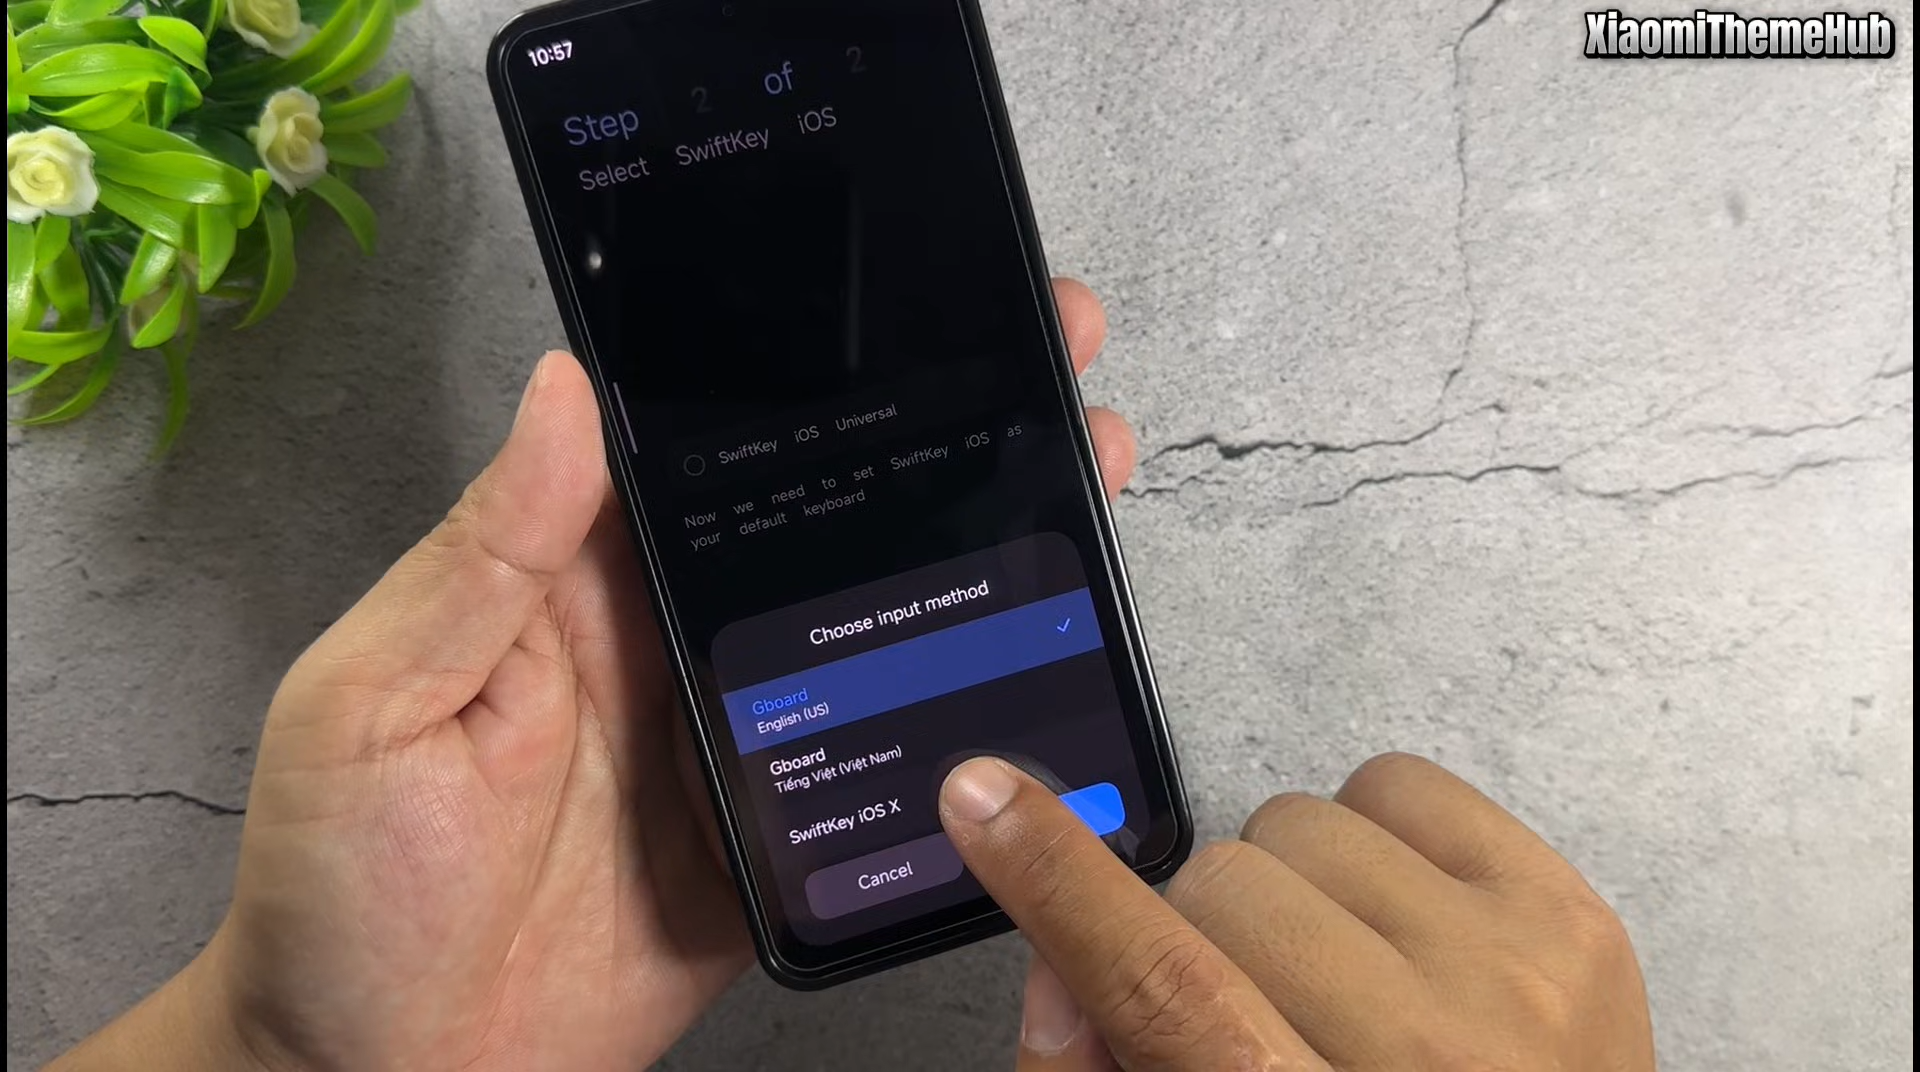 XiaomiThemeHub
10:57
Step 2 of 2
Select SwiftKey iOS
SwiftKey iOS Universal
Now we need to set SwiftKey iOS as
your default keyboard
Choose input method
Gboard
English (US)
Gboard
Tiếng Việt (Việt Nam)
SwiftKey iOS X
Cancel